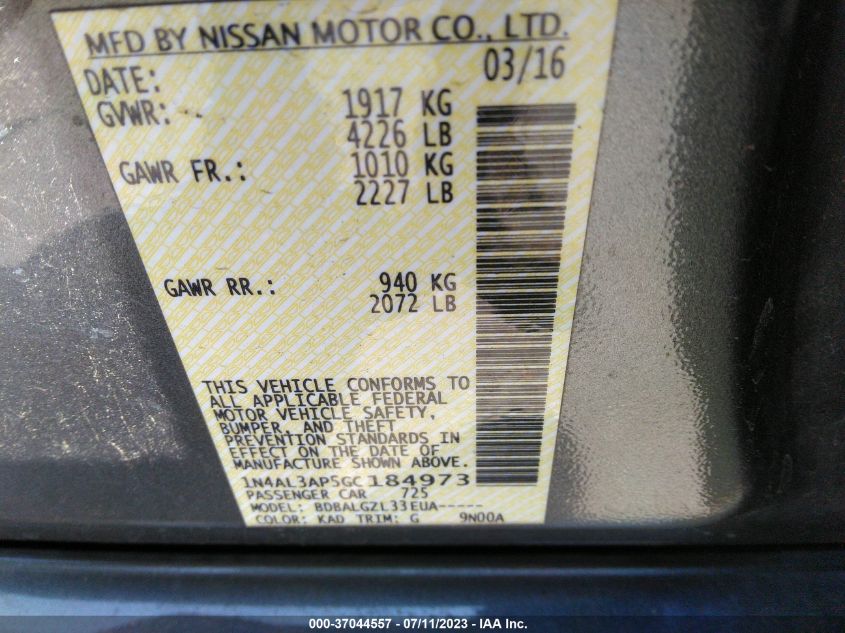 MFD BY NISSAN MOTOR CO., LTD.
DATE: 03/16
GVWR: 1917 KG
4226 LB
GAWR FR.: 1010 KG
2227 LB
GAWR RR.: 940 KG
2072 LB
THIS VEHICLE CONFORMS TO
ALL APPLICABLE FEDERAL
MOTOR VEHICLE SAFETY,
BUMPER, AND THEFT
PREVENTION STANDARDS IN
EFFECT ON THE DATE OF
MANUFACTURE SHOWN ABOVE.
1N4AL3AP5GC184973
PASSENGER CAR 725
MODEL: BDBALGZL33EUA-----
COLOR: KAD TRIM: G 9N00A
000-37044557 - 07/11/2023 - IAA Inc.